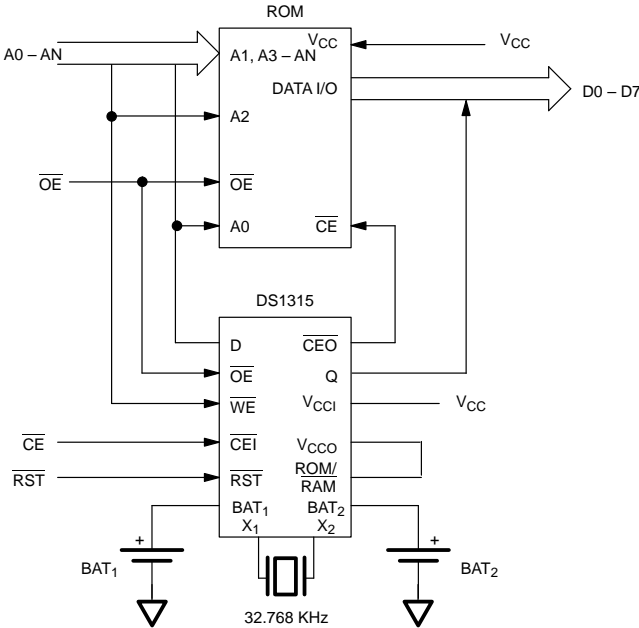 ROM
A0 – AN
A1, A3 – AN
VCC
VCC
DATA I/O
D0 – D7
A2
OE
OE
A0
CE
DS1315
D
CEO
OE
Q
WE
VCCI
VCC
CE
CEI
VCCO
RST
RST
ROM/
RAM
BAT1
BAT2
X1
X2
+
+
BAT1
BAT2
32.768 KHz